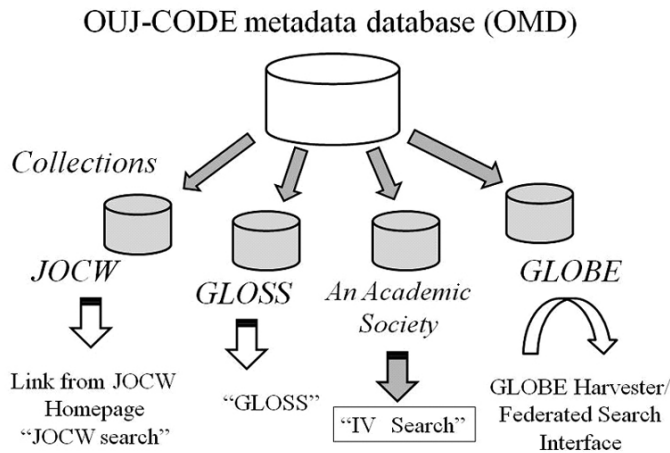 OUJ-CODE metadata database (OMD)
Collections
JOCW
GLOSS
An Academic
Society
GLOBE
Link from JOCW
Homepage
“JOCW search”
“GLOSS”
“IV Search”
GLOBE Harvester/
Federated Search
Interface